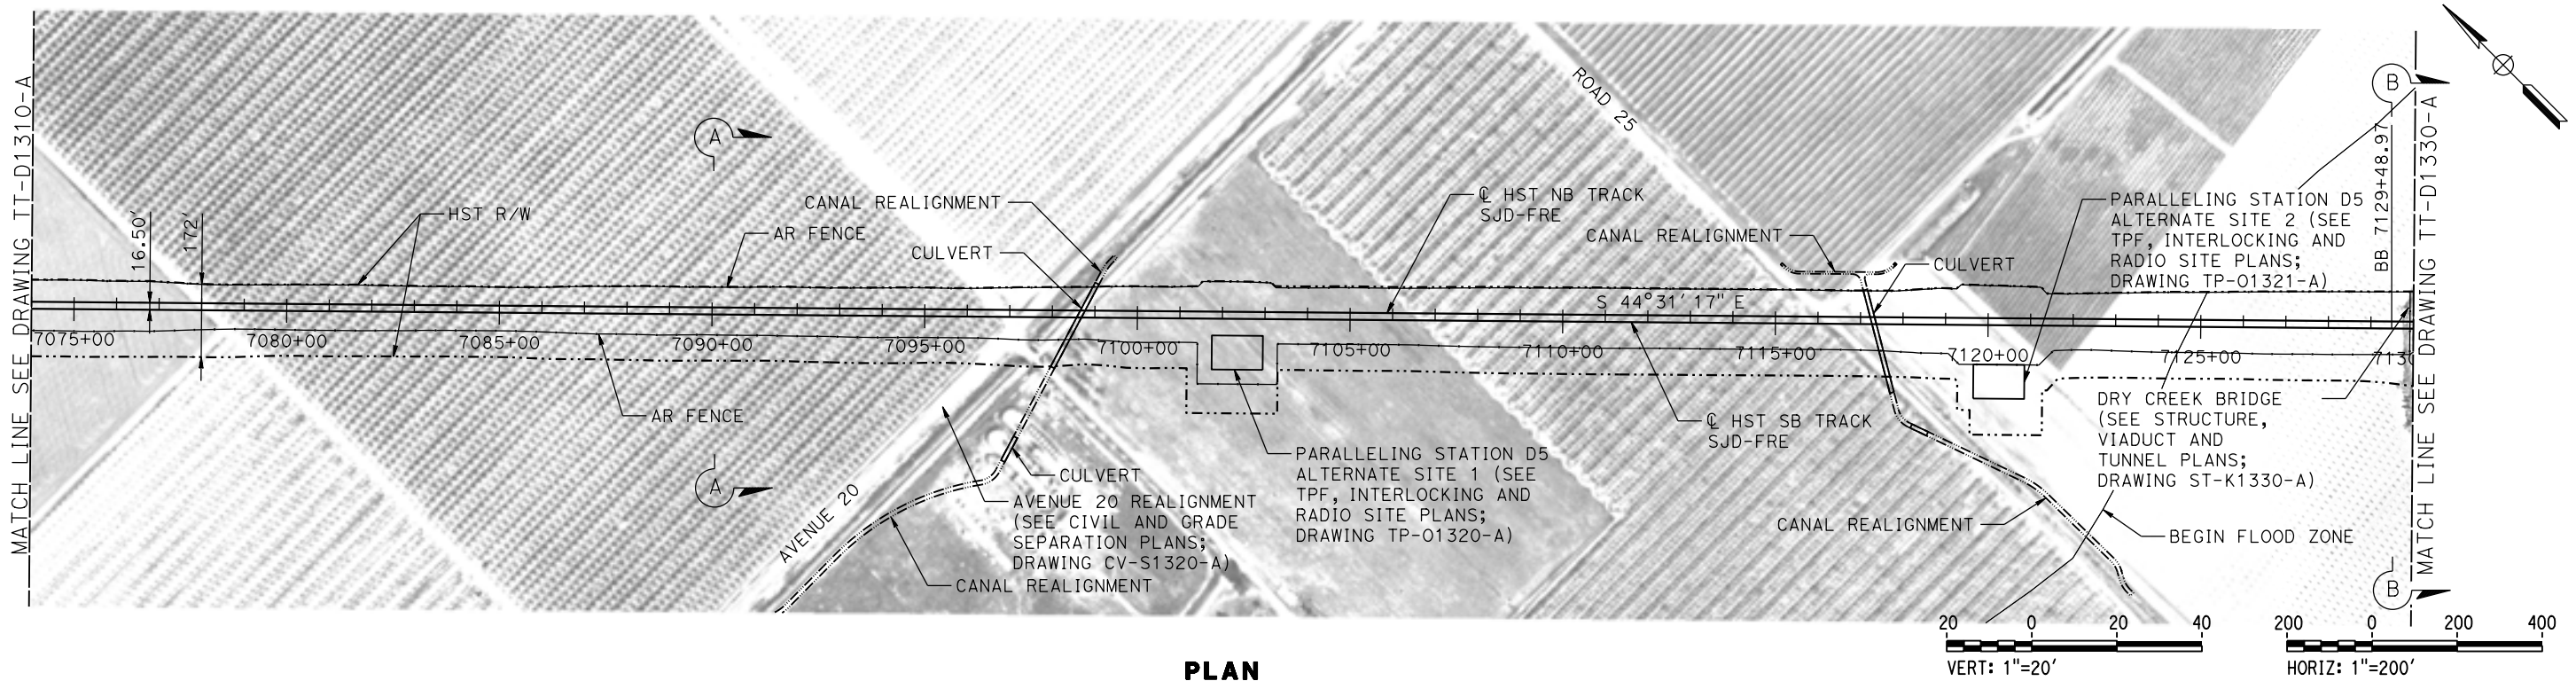 MATCH LINE SEE DRAWING TT-D1310-A
16.50'
172'
HST R/W
AR FENCE
A
A
CANAL REALIGNMENT
AR FENCE
CULVERT
ROAD 25
℄ HST NB TRACK
SJD-FRE
CANAL REALIGNMENT
CULVERT
S 44°31'17" E
PARALLELING STATION D5
ALTERNATE SITE 2 (SEE
TPF, INTERLOCKING AND
RADIO SITE PLANS;
DRAWING TP-O1321-A)
BB 7129+48.97
B
B
MATCH LINE SEE DRAWING TT-D1330-A
7075+00
7080+00
7085+00
7090+00
7095+00
7100+00
7105+00
7110+00
7115+00
7120+00
7125+00
AVENUE 20
CULVERT
AVENUE 20 REALIGNMENT
(SEE CIVIL AND GRADE
SEPARATION PLANS;
DRAWING CV-S1320-A)
CANAL REALIGNMENT
PARALLELING STATION D5
ALTERNATE SITE 1 (SEE
TPF, INTERLOCKING AND
RADIO SITE PLANS;
DRAWING TP-O1320-A)
℄ HST SB TRACK
SJD-FRE
CANAL REALIGNMENT
DRY CREEK BRIDGE
(SEE STRUCTURE,
VIADUCT AND
TUNNEL PLANS;
DRAWING ST-K1330-A)
BEGIN FLOOD ZONE
20 0 20 40
VERT: 1"=20'
200 0 200 400
HORIZ: 1"=200'
PLAN